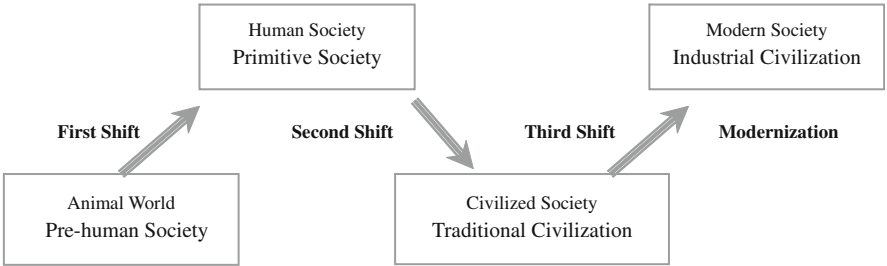 Human Society
Primitive Society
Modern Society
Industrial Civilization
First Shift
Second Shift
Third Shift
Modernization
Animal World
Pre-human Society
Civilized Society
Traditional Civilization